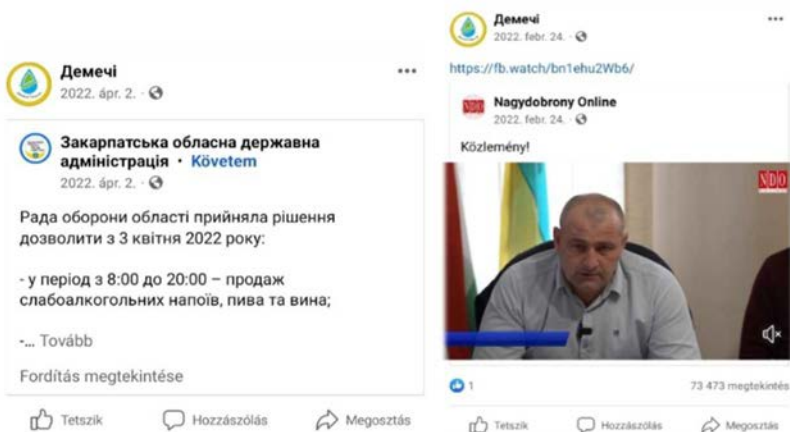 Демечі
2022. ápr. 2.
Закарпатська обласна державна
адміністрація • Követem
2022. ápr. 2.
Рада оборони області прийняла рішення
дозволити з 3 квітня 2022 року:
- у період з 8:00 до 20:00 – продаж
слабоалкогольних напоїв, пива та вина;
-... Tovább
Fordítás megtekintése
Tetszik Hozzászólás Megosztás
Демечі
2022. febr. 24.
https://fb.watch/bn1ehu2Wb6/
Nagydobrony Online
2022. febr. 24.
Közlemény!
NDO
1 73 473 megtekintés
Tetszik Hozzászólás Megosztás